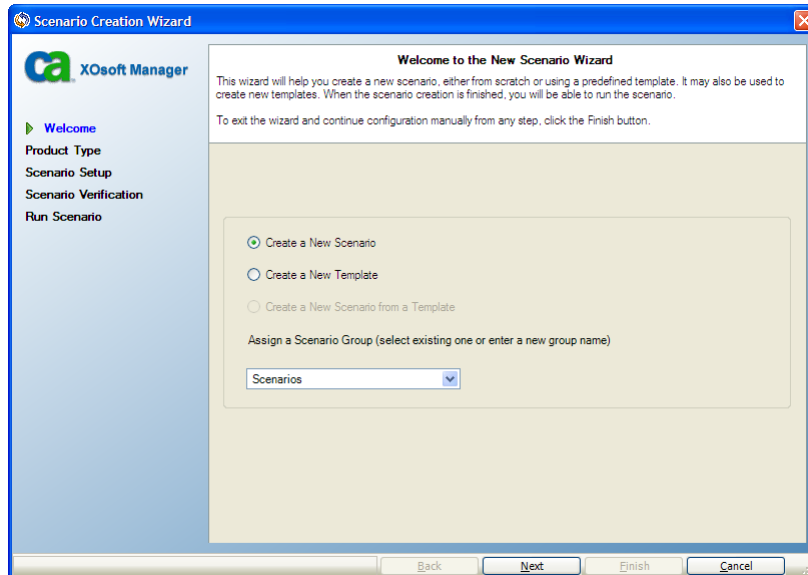 Scenario Creation Wizard
ca XOsoft Manager
Welcome
Product Type
Scenario Setup
Scenario Verification
Run Scenario
Welcome to the New Scenario Wizard
This wizard will help you create a new scenario, either from scratch or using a predefined template. It may also be used to
create new templates. When the scenario creation is finished, you will be able to run the scenario.
To exit the wizard and continue configuration manually from any step, click the Finish button.
Create a New Scenario
Create a New Template
Create a New Scenario from a Template
Assign a Scenario Group (select existing one or enter a new group name)
Scenarios
Back Next Finish Cancel